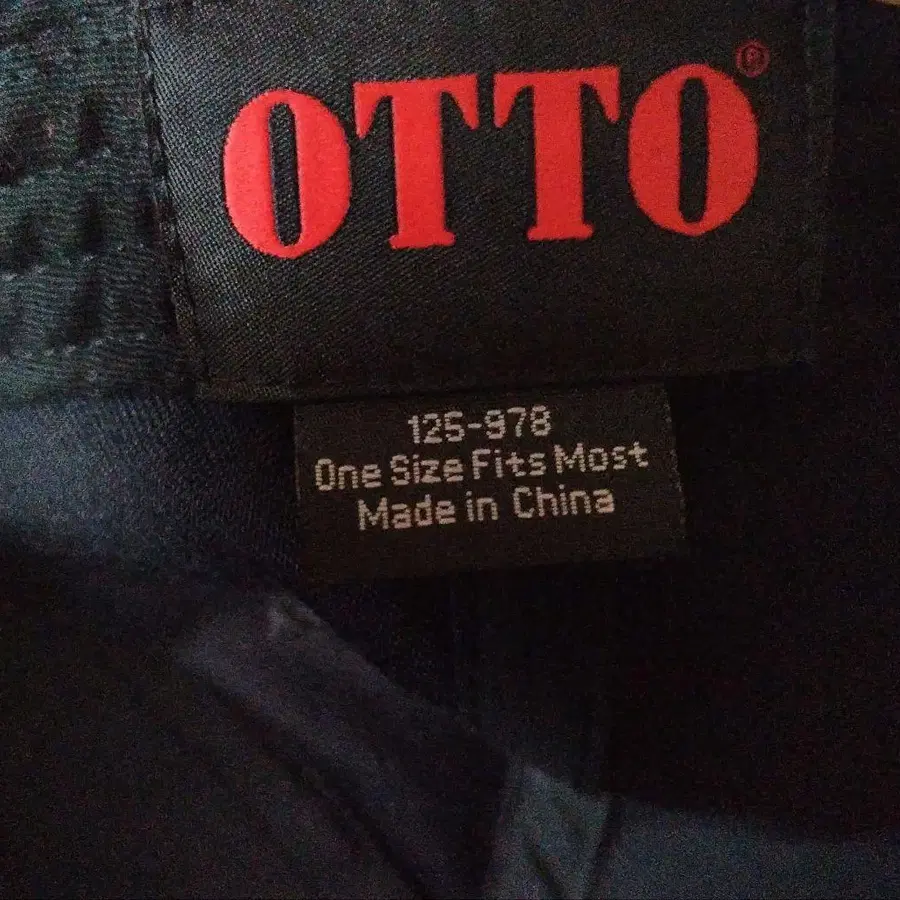 OTTO®
125-978
One Size Fits Most
Made in China